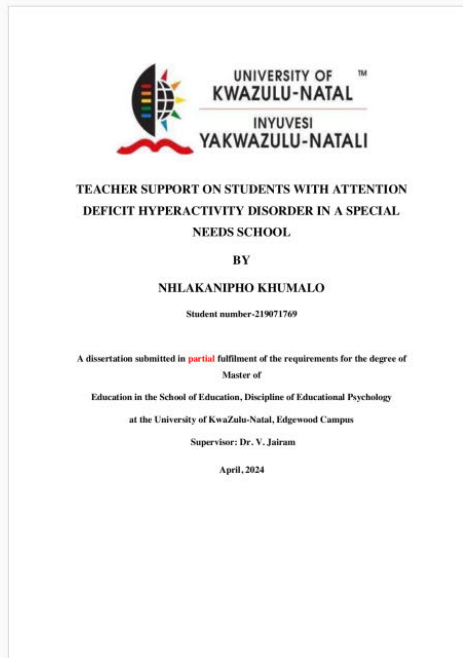 UNIVERSITY OF ™
KWAZULU-NATAL
INYUVESI
YAKWAZULU-NATALI
TEACHER SUPPORT ON STUDENTS WITH ATTENTION
DEFICIT HYPERACTIVITY DISORDER IN A SPECIAL
NEEDS SCHOOL
BY
NHLAKANIPHO KHUMALO
Student number-219071769
A dissertation submitted in partial fulfilment of the requirements for the degree of
Master of
Education in the School of Education, Discipline of Educational Psychology
at the University of KwaZulu-Natal, Edgewood Campus
Supervisor: Dr. V. Jairam
April, 2024